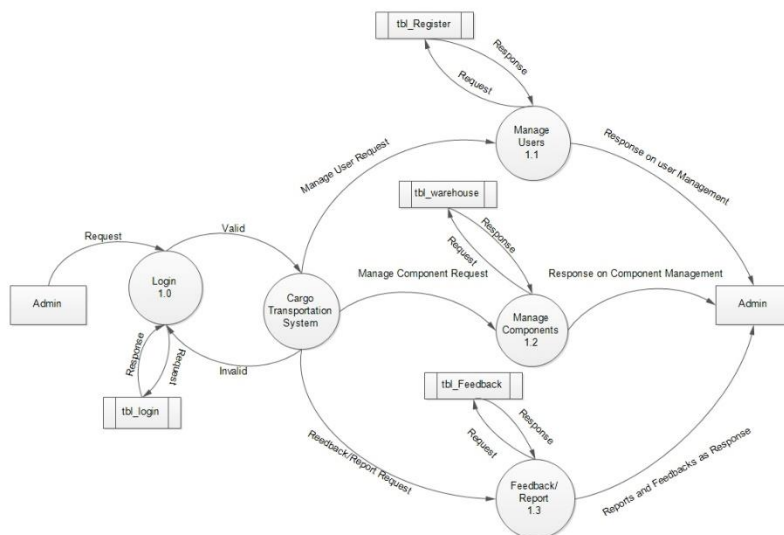 tbl_Register
Response
Request
Manage
Users
1.1
Manage User Request
Response on user Management
tbl_warehouse
Response
Request
Request
Valid
Login
1.0
Manage Component Request
Response on Component Management
Admin
Cargo
Transportation
System
Admin
Manage
Components
1.2
Response
Request
Invalid
tbl_login
tbl_Feedback
Response
Request
Reedback/Report Request
Feedback/
Report
1.3
Reports and Feedbacks as Response